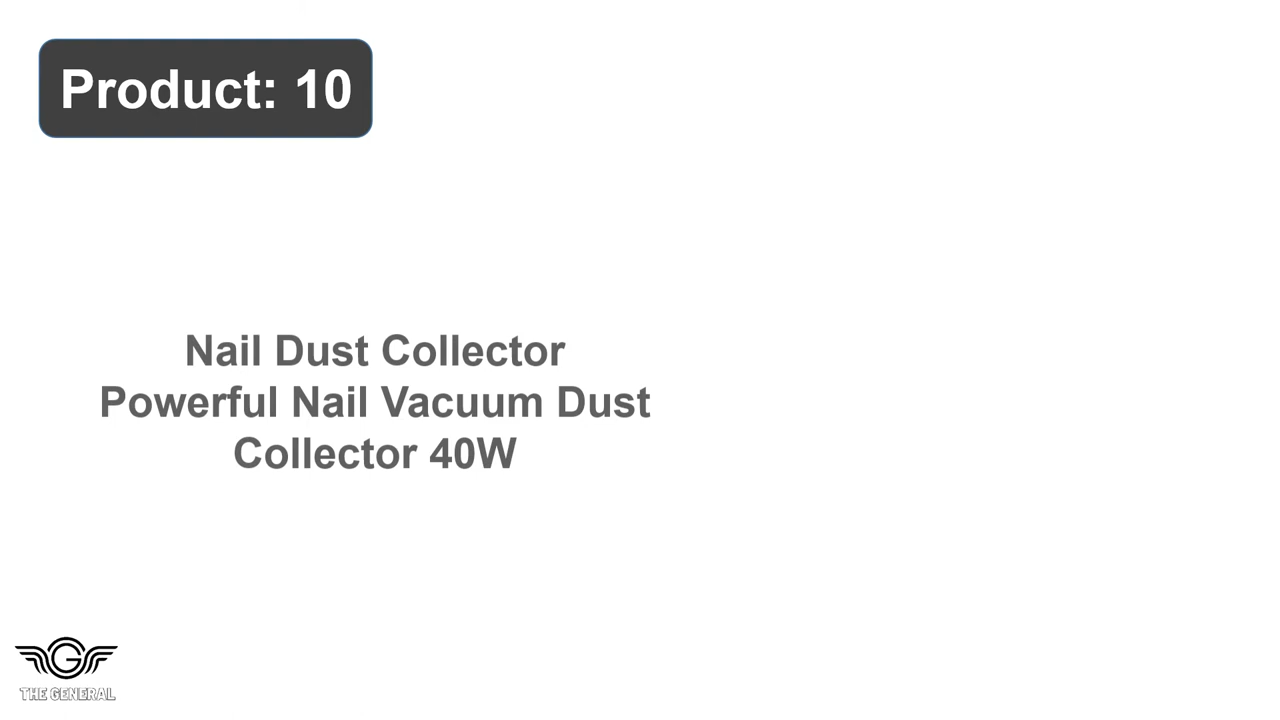 Product: 10
Nail Dust Collector
Powerful Nail Vacuum Dust
Collector 40W
G
THE GENERAL